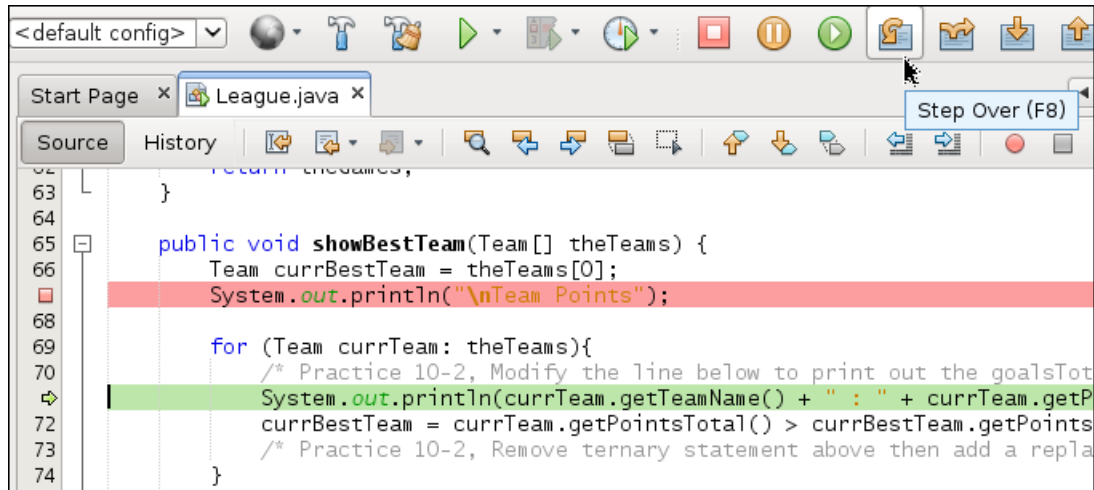 <default config>
Start Page × League.java ×
Step Over (F8)
Source History
63 }
64
65 public void showBestTeam(Team[] theTeams) {
66 Team currBestTeam = theTeams[0];
System.out.println("\nTeam Points");
68
69 for (Team currTeam: theTeams){
70 /* Practice 10-2, Modify the line below to print out the goalsTot
System.out.println(currTeam.getTeamName() + " : " + currTeam.getP
72 currBestTeam = currTeam.getPointsTotal() > currBestTeam.getPoints
73 /* Practice 10-2, Remove ternary statement above then add a repla
74 }